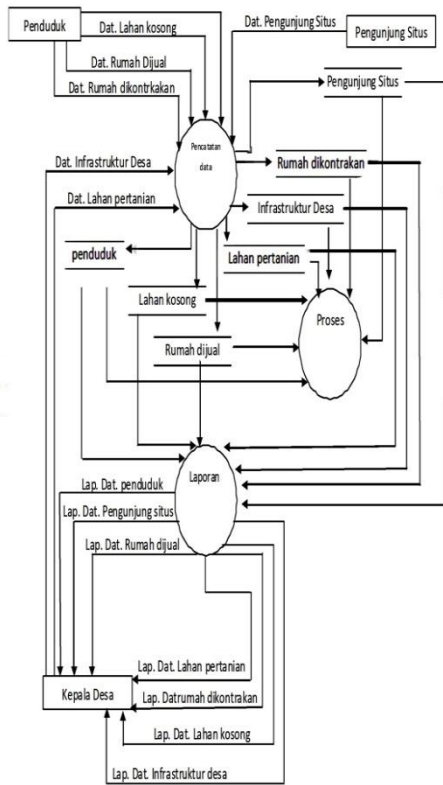 Penduduk
Dat. Lahan kosong
Dat. Rumah Dijual
Dat. Rumah dikontrkakan
Dat. Pengunjung Situs
Pengunjung Situs
Pengunjung Situs
Pencatatan
data
Dat. Infrastruktur Desa
Rumah dikontrakan
Dat. Lahan pertanian
Infrastruktur Desa
penduduk
Lahan pertanian
Lahan kosong
Proses
Rumah dijual
Laporan
Lap. Dat. penduduk
Lap. Dat. Pengunjung situs
Lap. Dat. Rumah dijual
Lap. Dat. Lahan pertanian
Kepala Desa
Lap. Datrumah dikontrakan
Lap. Dat. Lahan kosong
Lap. Dat. Infrastruktur desa